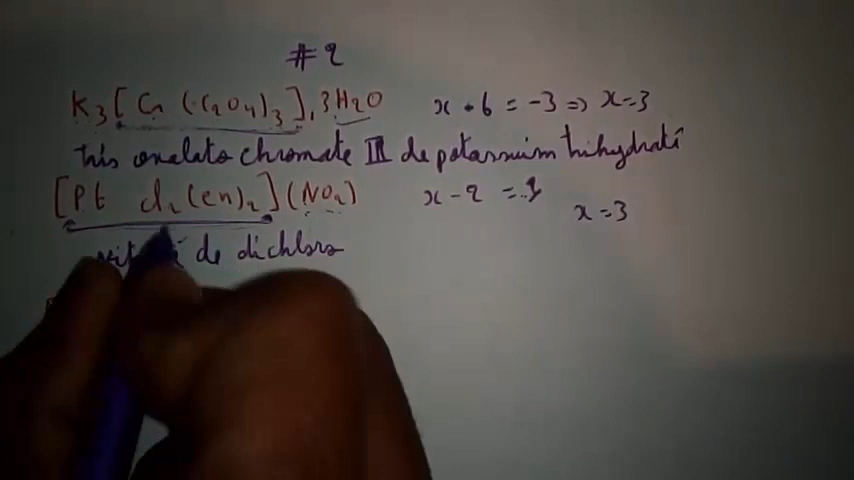 # 2
K3[Cr (C2O4)3],3H2O x - 6 = -3 => x=3
tris oxalato chromate III de potassium trihydraté
[Pt cl2(en)2](NO2) x - 2 = 1
x = 3
de dichloro